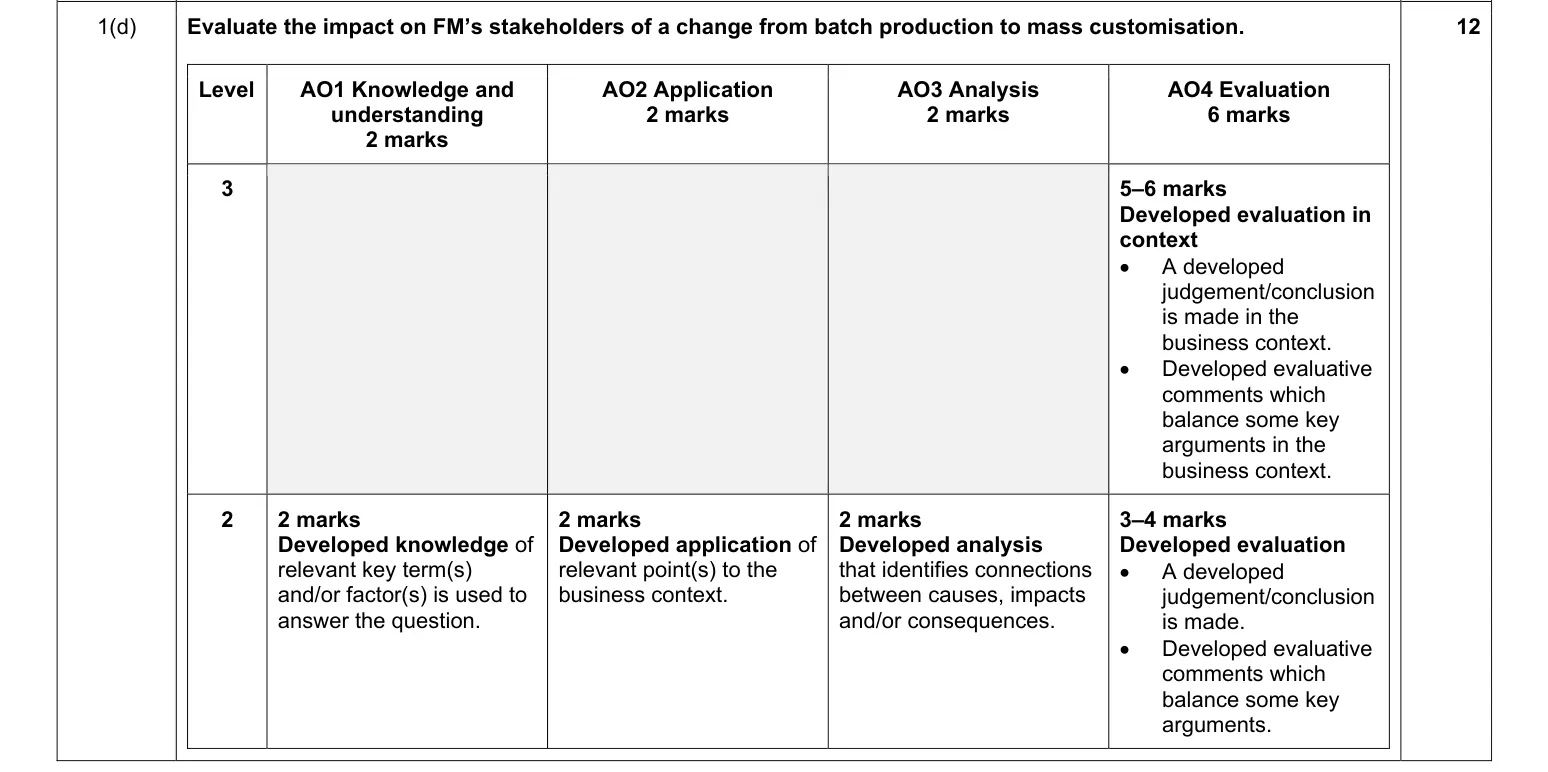 1(d)
Evaluate the impact on FM’s stakeholders of a change from batch production to mass customisation.
12
Level
AO1 Knowledge and
understanding
2 marks
AO2 Application
2 marks
AO3 Analysis
2 marks
AO4 Evaluation
6 marks
3
5–6 marks
Developed evaluation in
context
• A developed
judgement/conclusion
is made in the
business context.
• Developed evaluative
comments which
balance some key
arguments in the
business context.
2
2 marks
Developed knowledge of
relevant key term(s)
and/or factor(s) is used to
answer the question.
2 marks
Developed application of
relevant point(s) to the
business context.
2 marks
Developed analysis
that identifies connections
between causes, impacts
and/or consequences.
3–4 marks
Developed evaluation
• A developed
judgement/conclusion
is made.
• Developed evaluative
comments which
balance some key
arguments.